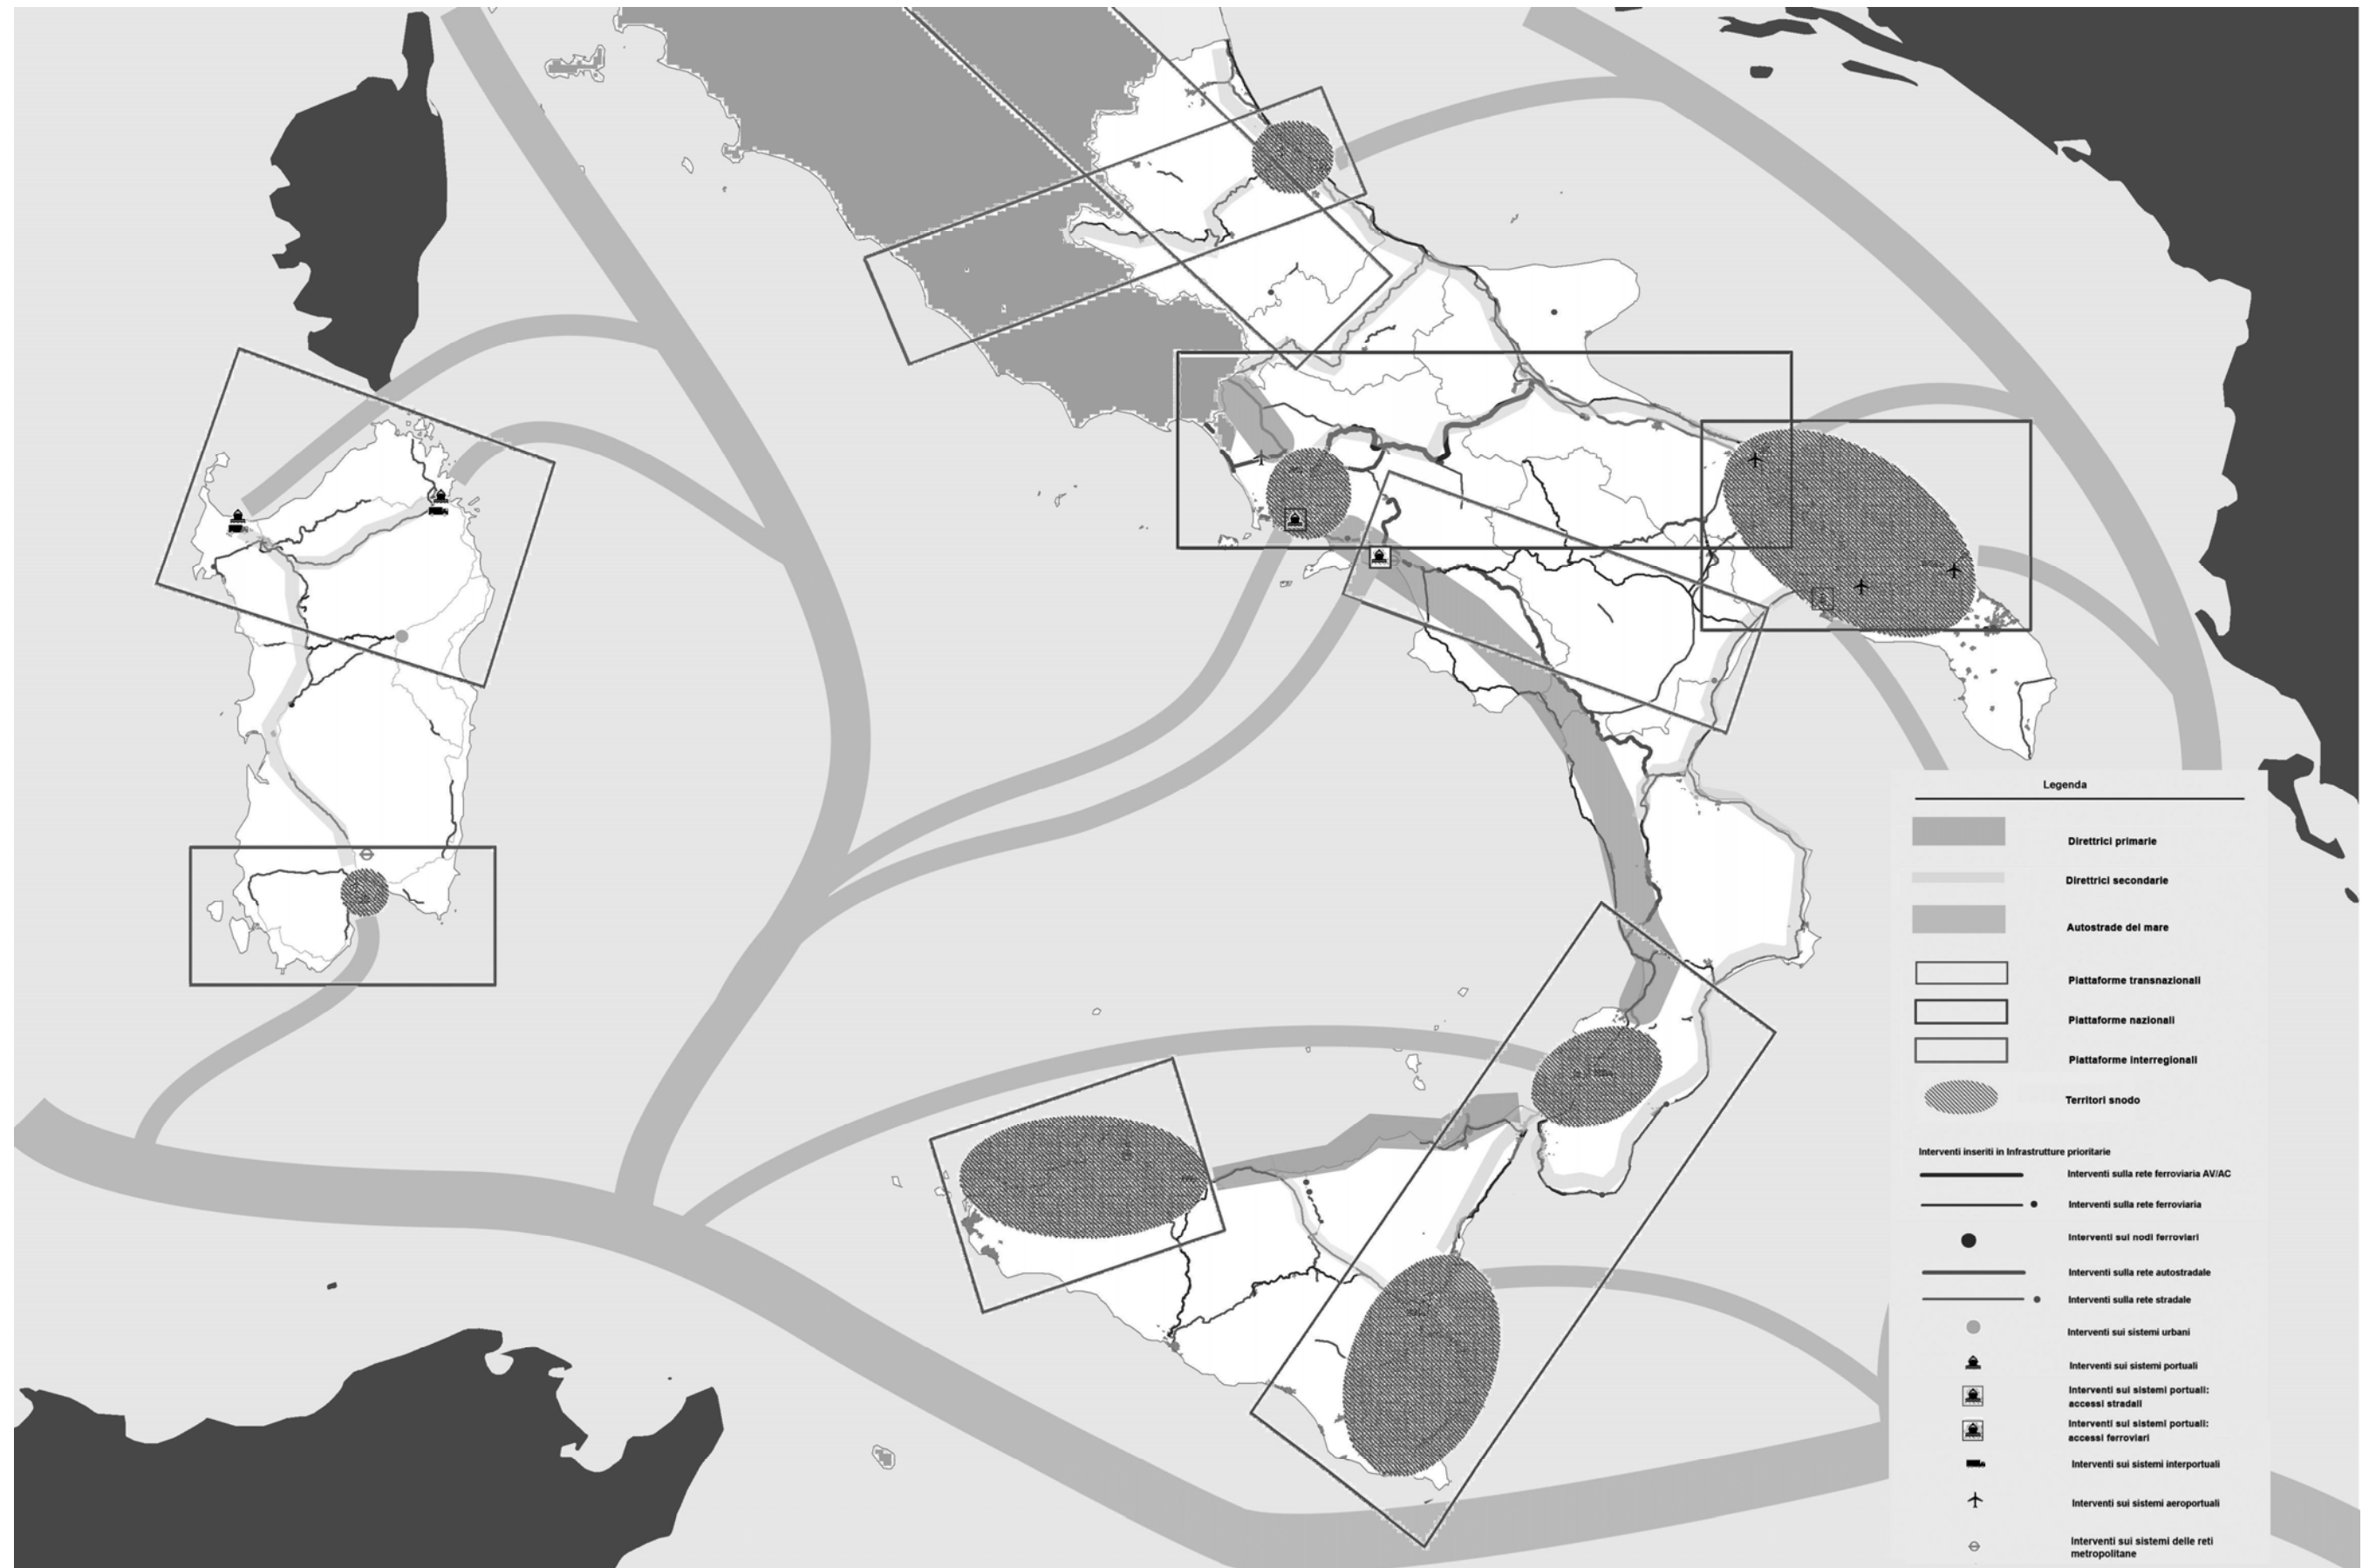 Legenda
Direttrici primarie
Direttrici secondarie
Autostrade del mare
Piattaforme transnazionali
Piattaforme nazionali
Piattaforme interregionali
Territori snodo
Interventi inseriti in Infrastrutture prioritarie
Interventi sulla rete ferroviaria AV/AC
Interventi sulla rete ferroviaria
Interventi sui nodi ferroviari
Interventi sulla rete autostradale
Interventi sulla rete stradale
Interventi sui sistemi urbani
Interventi sui sistemi portuali
Interventi sui sistemi portuali:
accessi stradali
Interventi sui sistemi portuali:
accessi ferroviari
Interventi sui sistemi interportuali
Interventi sui sistemi aeroportuali
Interventi sui sistemi delle reti
metropolitane